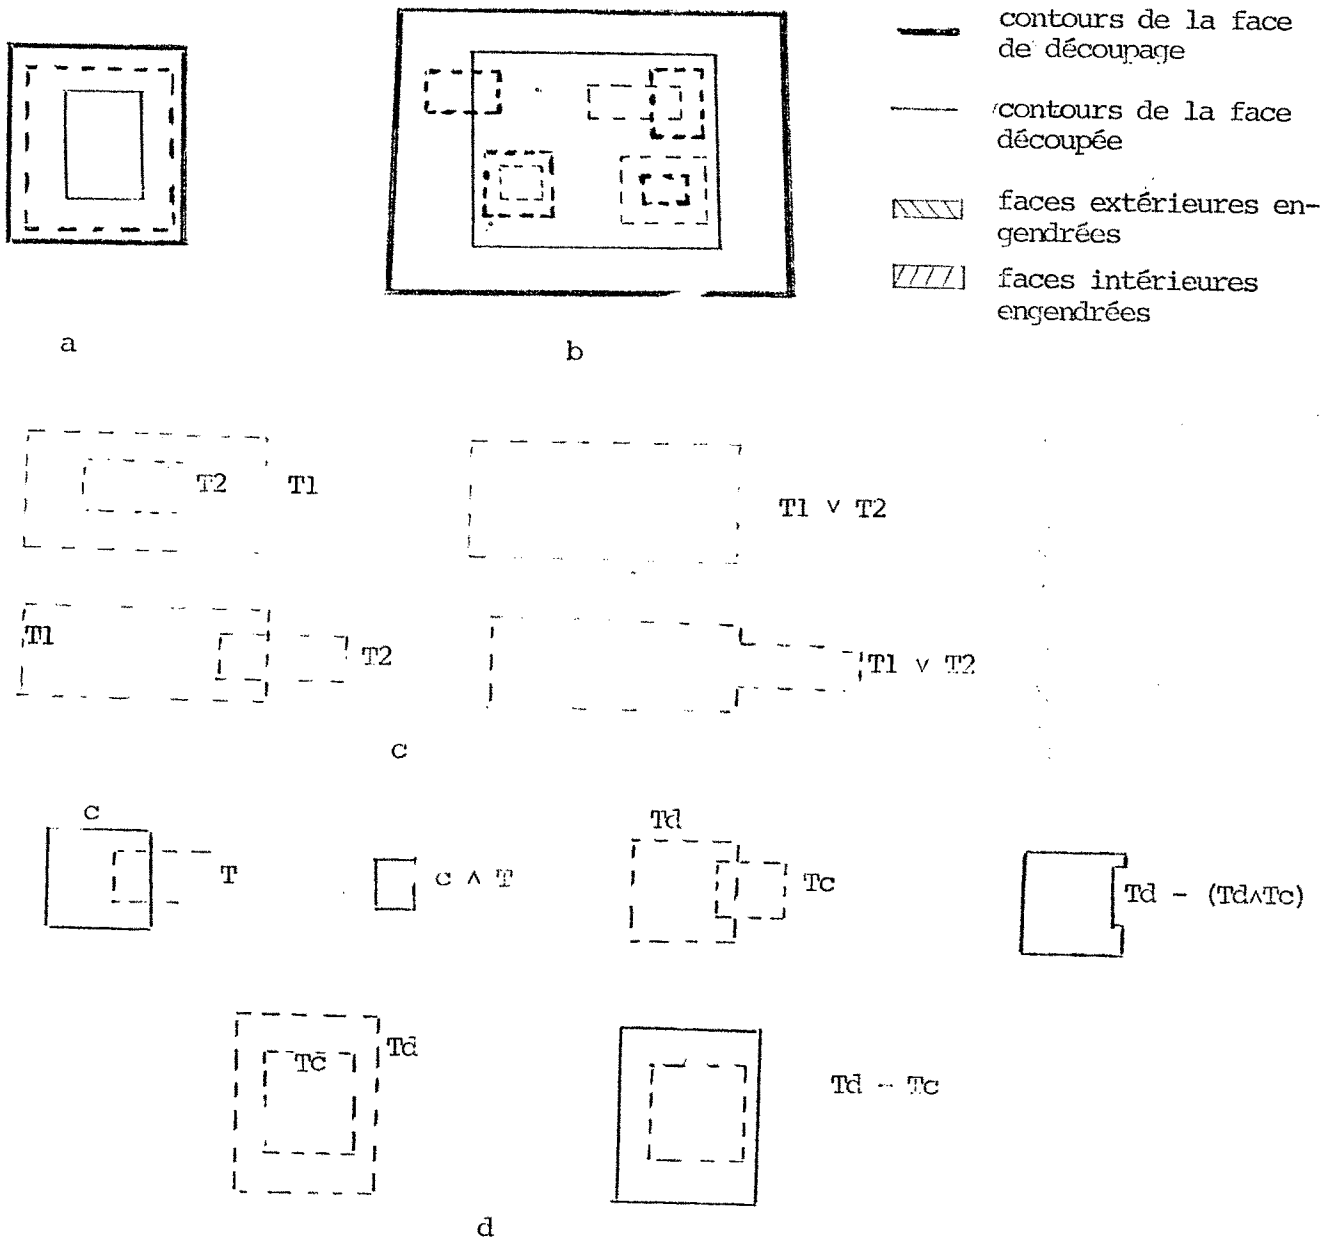 contours de la face
de découpage
contours de la face
découpée
faces extérieures en-
gendrées
faces intérieures
engendrées
a
b
T2
T1
T1 v T2
T1
T2
T1 v T2
c
c
T
c ∧ T
Td
Tc
Td - (Td∧Tc)
Tc
Td
Td - Tc
d